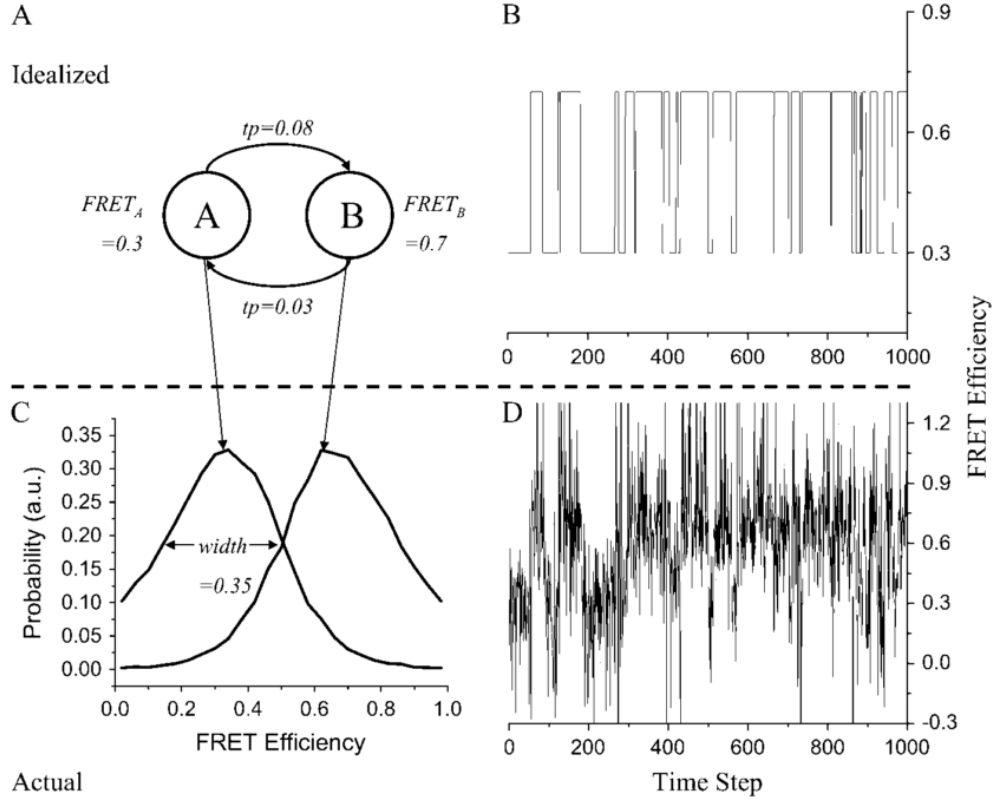 A
Idealized
tp=0.08
FRET_A
=0.3
A
B
FRET_B
=0.7
tp=0.03
B
0.9
0.6
0.3
0 200 400 600 800 1000
FRET Efficiency
C
0.35
0.30
0.25
0.20
0.15
0.10
0.05
0.00
Probability (a.u.)
width
=0.35
0.0 0.2 0.4 0.6 0.8 1.0
FRET Efficiency
Actual
D
1.2
0.9
0.6
0.3
0.0
-0.3
0 200 400 600 800 1000
Time Step